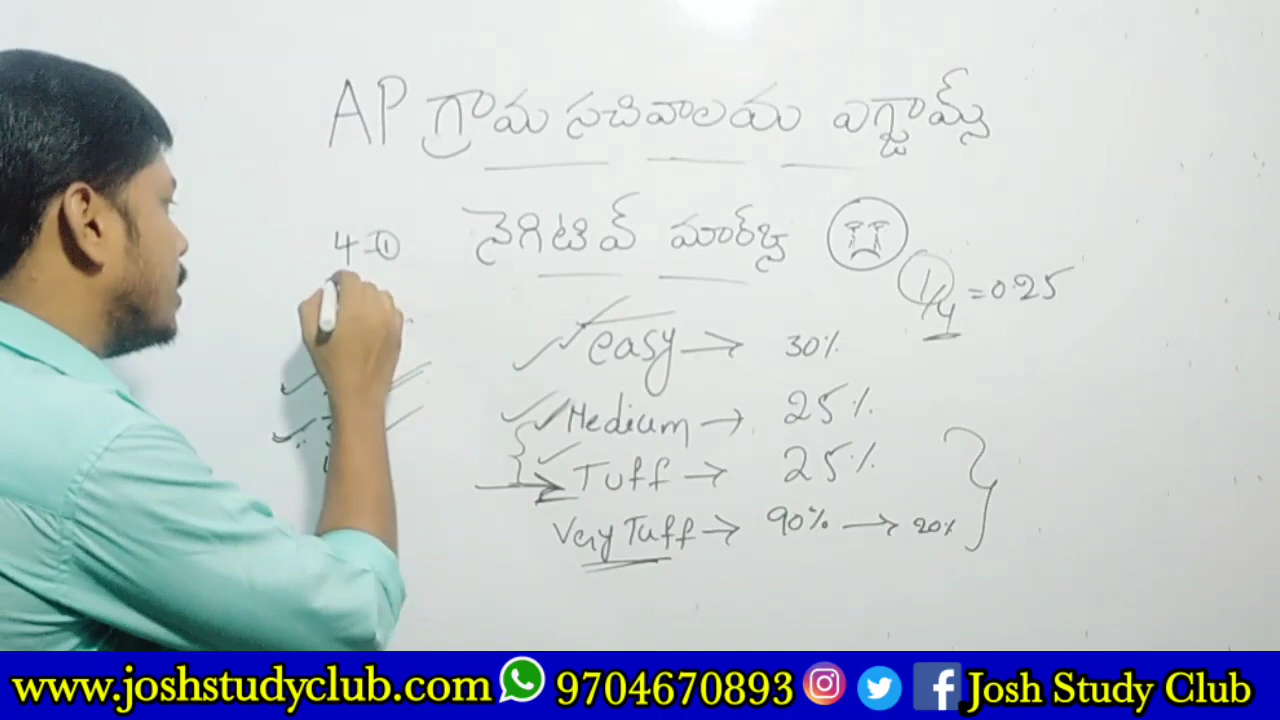 AP గ్రామ సచివాలయ ఎగ్జామ్స్
నెగిటివ్ మార్క్స్
4-①
1/4 = 0.25
easy → 30%
Medium → 25%
Tuff → 25%
Very Tuff → 90% → 20%
www.joshstudyclub.com 9704670893 Josh Study Club